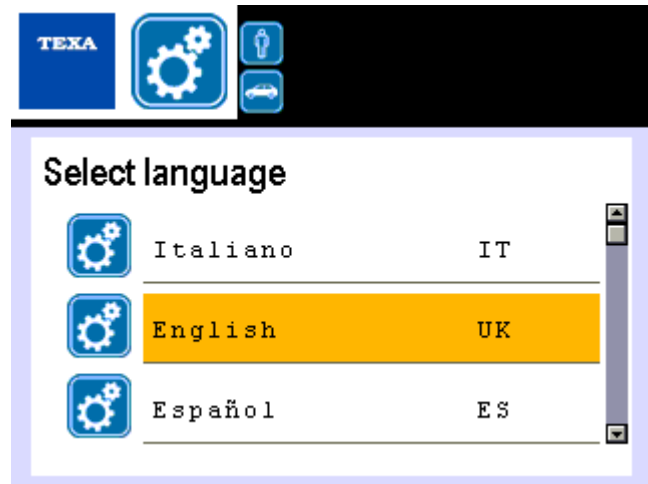 TEXA
Select language
Italiano IT
English UK
Español ES